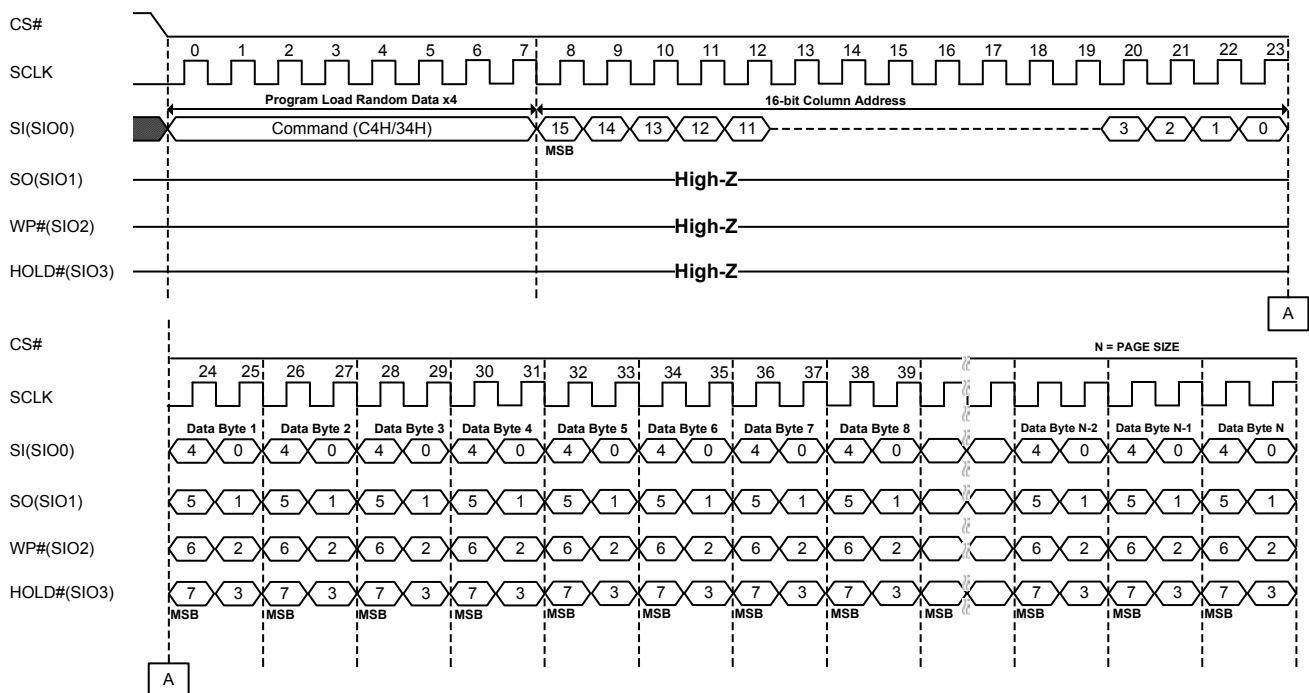 CS#
0 1 2 3 4 5 6 7 8 9 10 11 12 13 14 15 16 17 18 19 20 21 22 23
SCLK
Program Load Random Data x4 16-bit Column Address
SI(SIO0) Command (C4H/34H) 15 14 13 12 11 3 2 1 0
MSB
SO(SIO1) High-Z
WP#(SIO2) High-Z
HOLD#(SIO3) High-Z
A
CS#
N = PAGE SIZE
24 25 26 27 28 29 30 31 32 33 34 35 36 37 38 39
SCLK
Data Byte 1 Data Byte 2 Data Byte 3 Data Byte 4 Data Byte 5 Data Byte 6 Data Byte 7 Data Byte 8 Data Byte N-2 Data Byte N-1 Data Byte N
SI(SIO0) 4 0 4 0 4 0 4 0 4 0 4 0 4 0 4 0 4 0 4 0 4 0
SO(SIO1) 5 1 5 1 5 1 5 1 5 1 5 1 5 1 5 1 5 1 5 1 5 1
WP#(SIO2) 6 2 6 2 6 2 6 2 6 2 6 2 6 2 6 2 6 2 6 2 6 2
HOLD#(SIO3) 7 3 7 3 7 3 7 3 7 3 7 3 7 3 7 3 7 3 7 3 7 3
MSB MSB MSB MSB MSB MSB MSB MSB MSB MSB MSB MSB
A